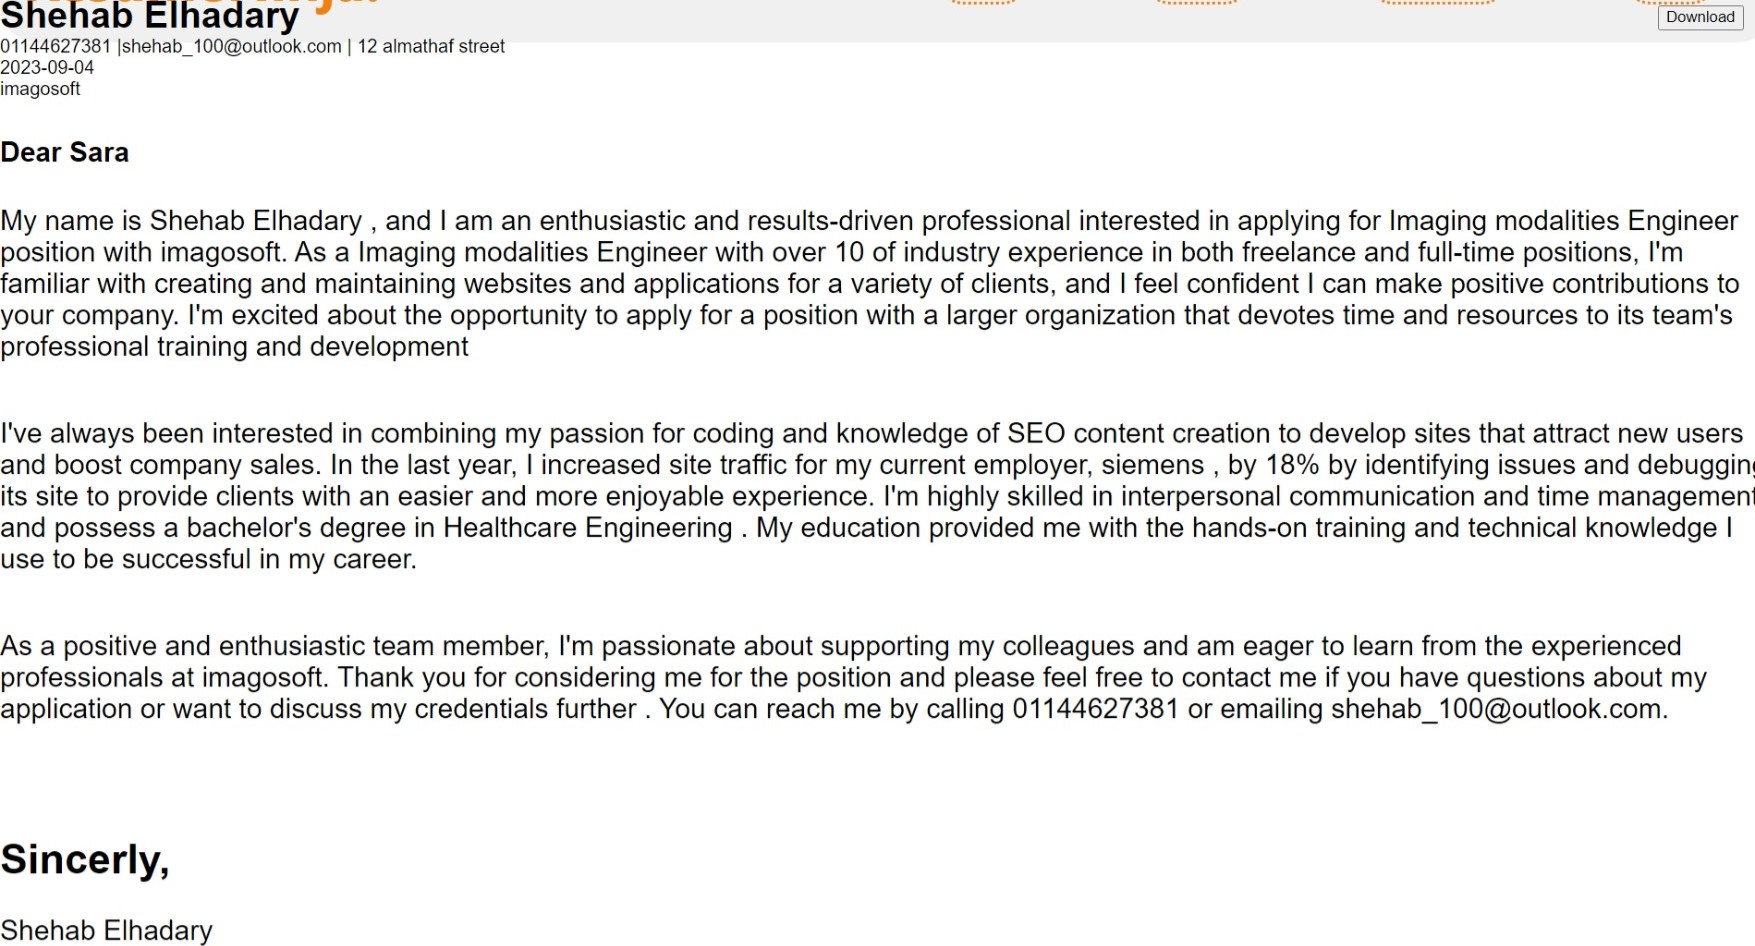 Shehab Elhadary
Download
01144627381 |shehab_100@outlook.com | 12 almathaf street
2023-09-04
imagosoft
Dear Sara
My name is Shehab Elhadary , and I am an enthusiastic and results-driven professional interested in applying for Imaging modalities Engineer
position with imagosoft. As a Imaging modalities Engineer with over 10 of industry experience in both freelance and full-time positions, I'm
familiar with creating and maintaining websites and applications for a variety of clients, and I feel confident I can make positive contributions to
your company. I'm excited about the opportunity to apply for a position with a larger organization that devotes time and resources to its team's
professional training and development
I've always been interested in combining my passion for coding and knowledge of SEO content creation to develop sites that attract new users
and boost company sales. In the last year, I increased site traffic for my current employer, siemens , by 18% by identifying issues and debugging
its site to provide clients with an easier and more enjoyable experience. I'm highly skilled in interpersonal communication and time management
and possess a bachelor's degree in Healthcare Engineering . My education provided me with the hands-on training and technical knowledge I
use to be successful in my career.
As a positive and enthusiastic team member, I'm passionate about supporting my colleagues and am eager to learn from the experienced
professionals at imagosoft. Thank you for considering me for the position and please feel free to contact me if you have questions about my
application or want to discuss my credentials further . You can reach me by calling 01144627381 or emailing shehab_100@outlook.com.
Sincerly,
Shehab Elhadary